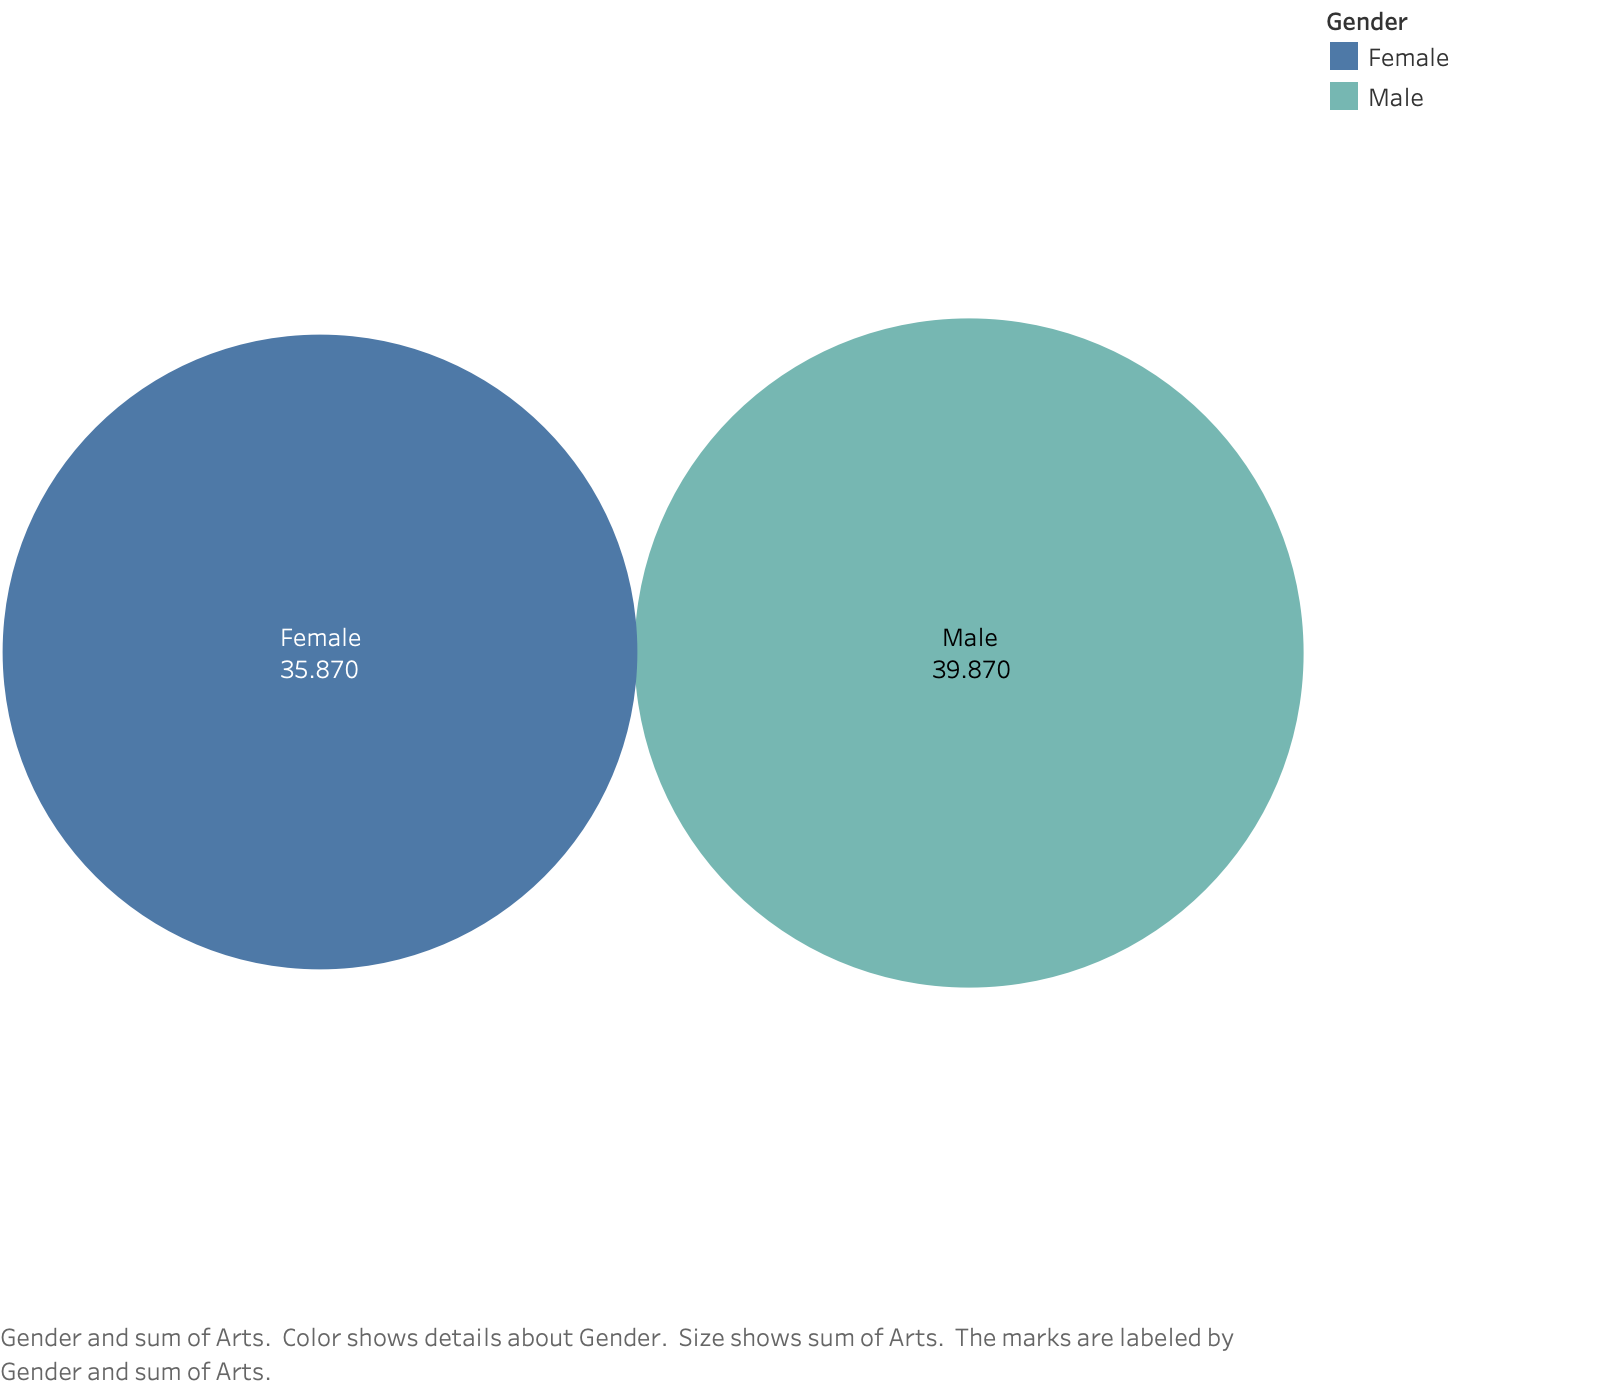 Gender
Female
Male
Female
35.870
Male
39.870
Gender and sum of Arts.  Color shows details about Gender.  Size shows sum of Arts.  The marks are labeled by
Gender and sum of Arts.